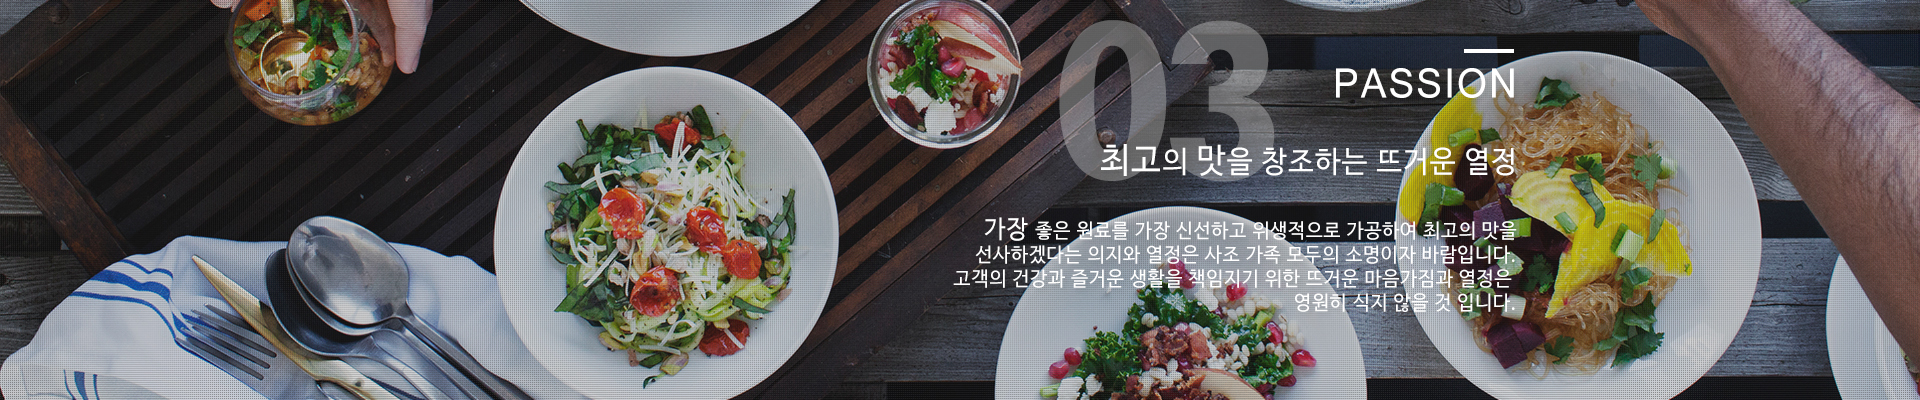 03
PASSION
최고의 맛을 창조하는 뜨거운 열정
가장 좋은 원료를 가장 신선하고 위생적으로 가공하여 최고의 맛을
선사하겠다는 의지와 열정은 사조 가족 모두의 소명이자 바람입니다.
고객의 건강과 즐거운 생활을 책임지기 위한 뜨거운 마음가짐과 열정은
영원히 식지 않을 것 입니다.